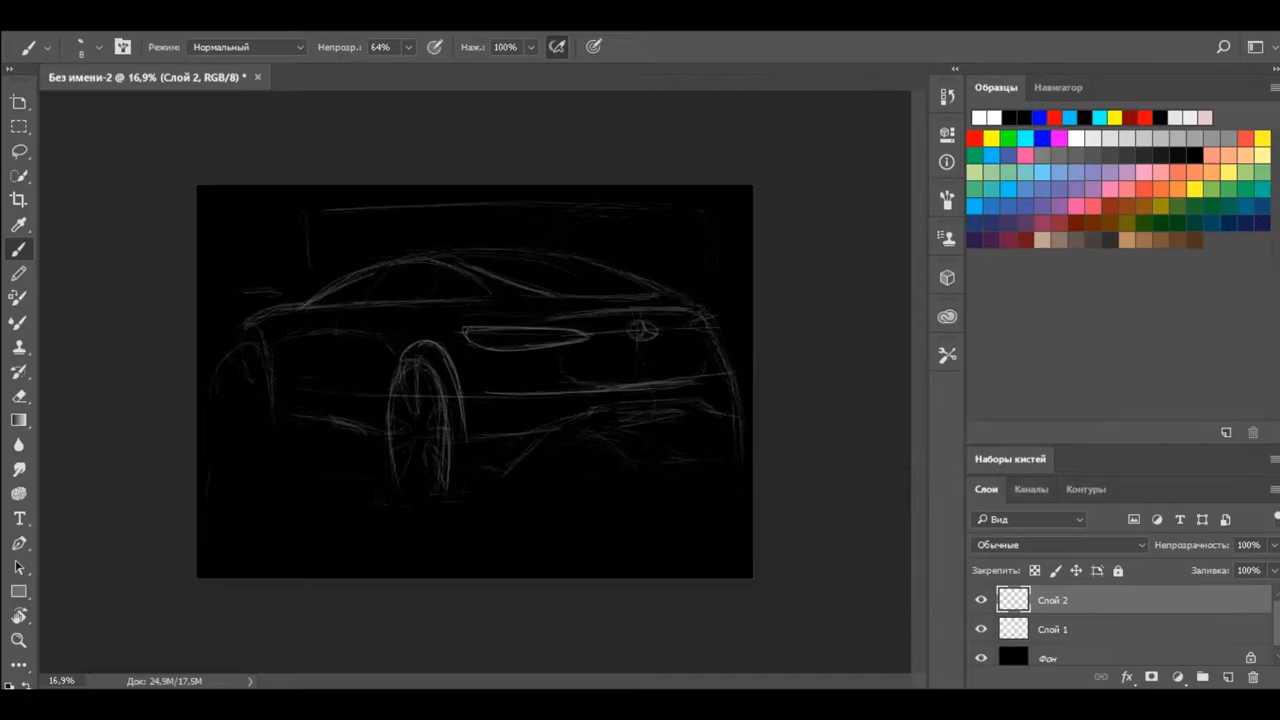 Режим: Нормальный Непрозр.: 64% Наж.: 100%
8
Без имени-2 @ 16,9% (Слой 2, RGB/8) * ×
Образцы Навигатор
Наборы кистей
Слои Каналы Контуры
Вид
Обычные Непрозрачность: 100%
Закрепить: Заливка: 100%
Слой 2
Слой 1
Фон
16,9% Док: 24,9M/17,5M